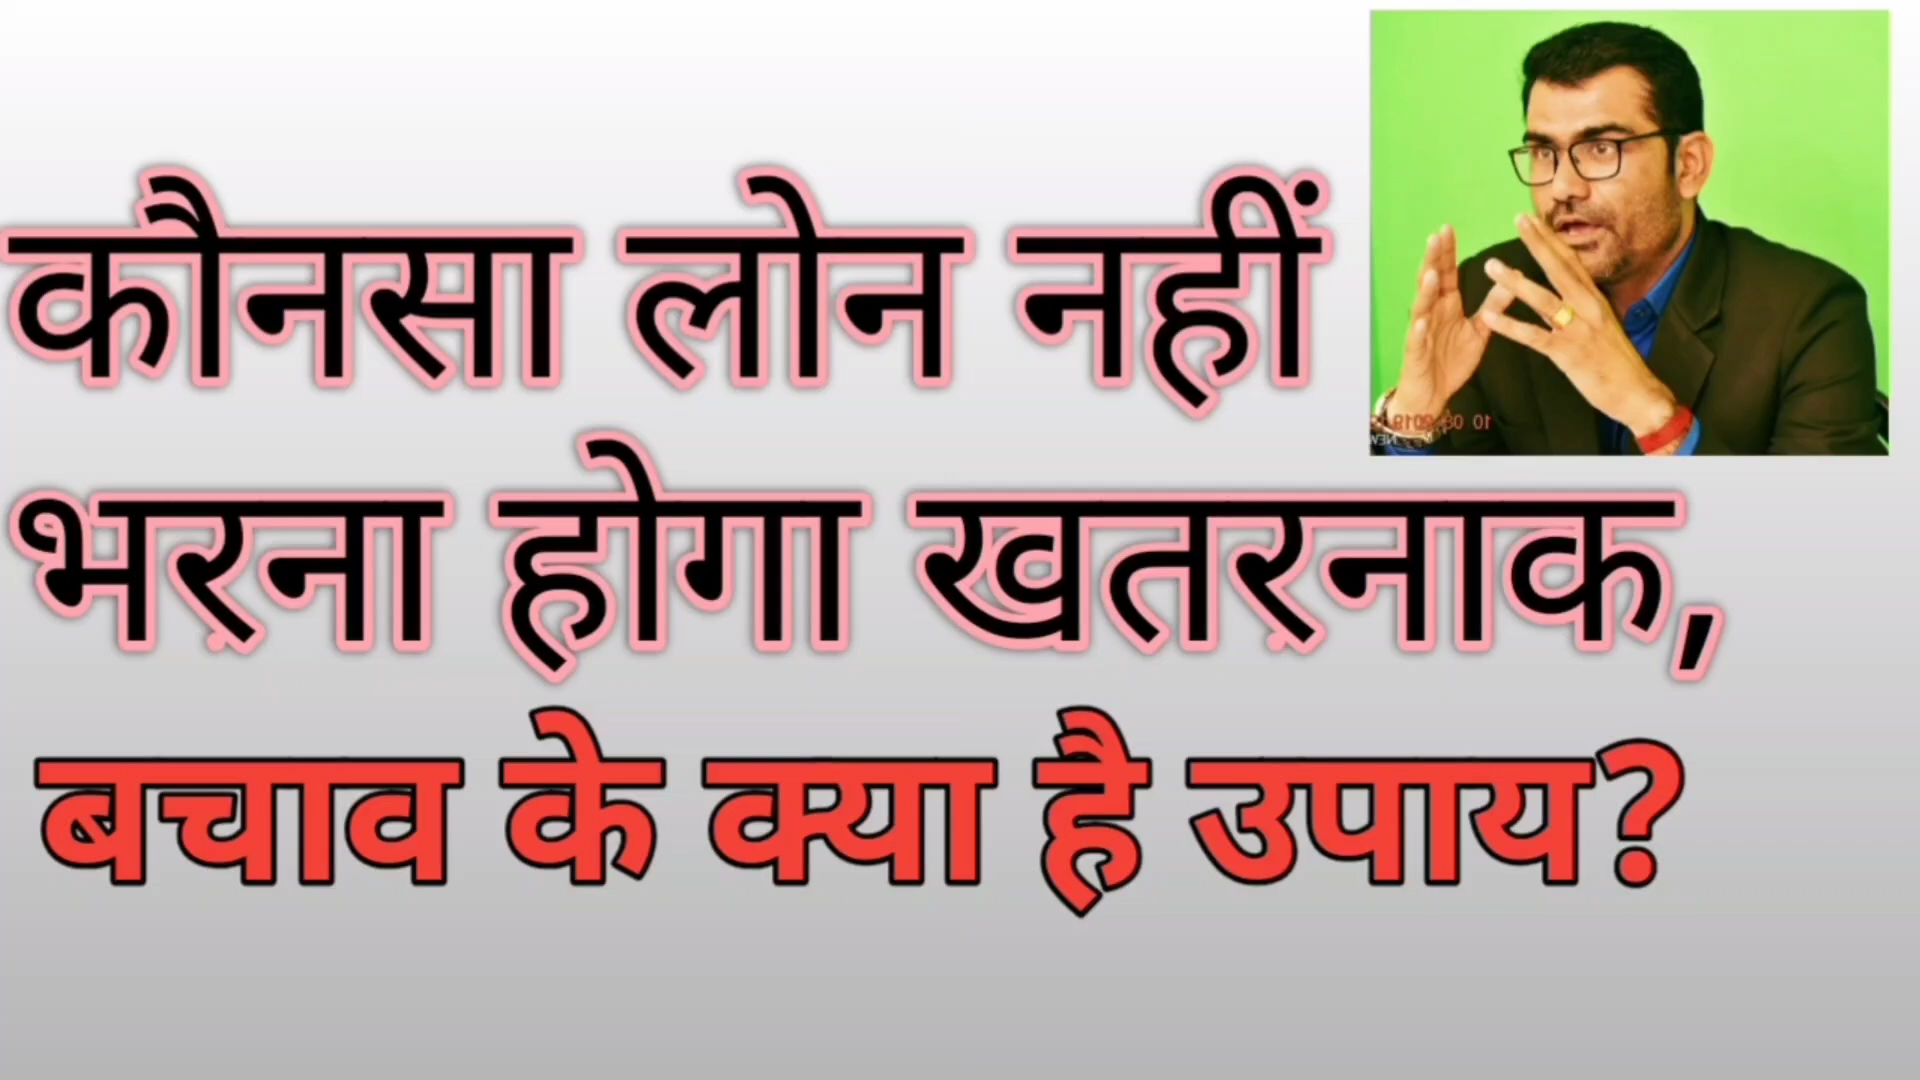 कौनसा लोन नहीं
भऱना होगा खतऱनाक,
बचाव के क्या है उपाय?